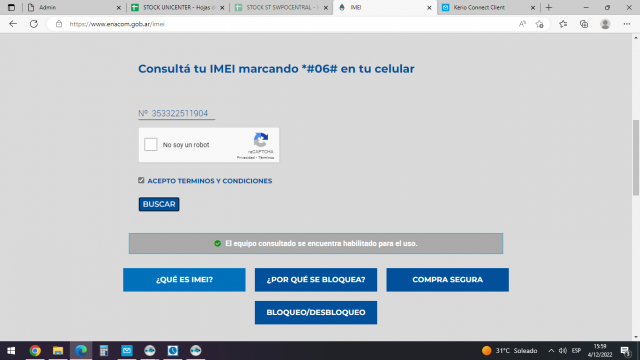 Admin
STOCK UNICENTER - Hojas d
STOCK ST SWPOCENTRAL -
IMEI
Kerio Connect Client
https://www.enacom.gob.ar/imei
Consultá tu IMEI marcando *#06# en tu celular
Nº 353322511904
No soy un robot
reCAPTCHA
Privacidad - Términos
ACEPTO TERMINOS Y CONDICIONES
BUSCAR
El equipo consultado se encuentra habilitado para el uso.
¿QUÉ ES IMEI?
¿POR QUÉ SE BLOQUEA?
COMPRA SEGURA
BLOQUEO/DESBLOQUEO
31°C Soleado
ESP
15:59
4/12/2022